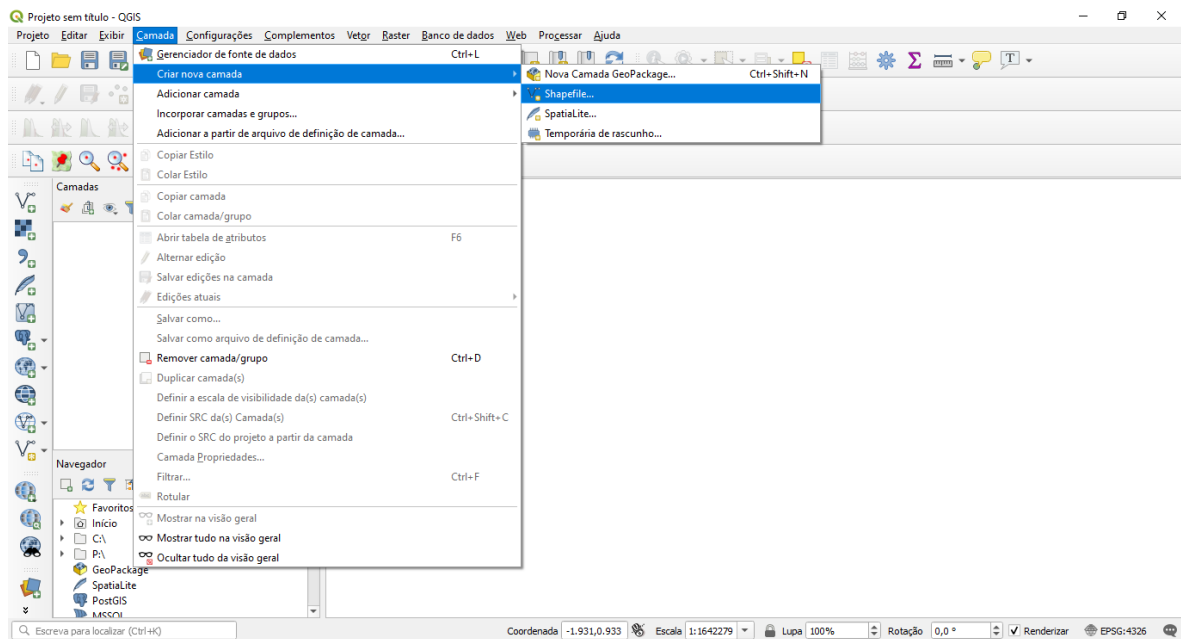 Projeto sem título - QGIS
Projeto Editar Exibir Camada Configurações Complementos Vetor Raster Banco de dados Web Processar Ajuda
Gerenciador de fonte de dados Ctrl+L
Criar nova camada
Adicionar camada
Incorporar camadas e grupos...
Adicionar a partir de arquivo de definição de camada...
Copiar Estilo
Colar Estilo
Copiar camada
Colar camada/grupo
Abrir tabela de atributos F6
Alternar edição
Salvar edições na camada
Edições atuais
Salvar como...
Salvar como arquivo de definição de camada...
Remover camada/grupo Ctrl+D
Duplicar camada(s)
Definir a escala de visibilidade da(s) camada(s)
Definir SRC da(s) Camada(s) Ctrl+Shift+C
Definir o SRC do projeto a partir da camada
Camada Propriedades...
Filtrar... Ctrl+F
Rotular
Mostrar na visão geral
Mostrar tudo na visão geral
Ocultar tudo da visão geral
Nova Camada GeoPackage... Ctrl+Shift+N
Shapefile...
SpatiaLite...
Temporária de rascunho...
Camadas
Navegador
Favoritos
Início
C:\
P:\
GeoPackage
SpatiaLite
PostGIS
MSSQL
Escreva para localizar (Ctrl+K) Coordenada -1.931,0.933 Escala 1:1642279 Lupa 100% Rotação 0,0 ° Renderizar EPSG:4326